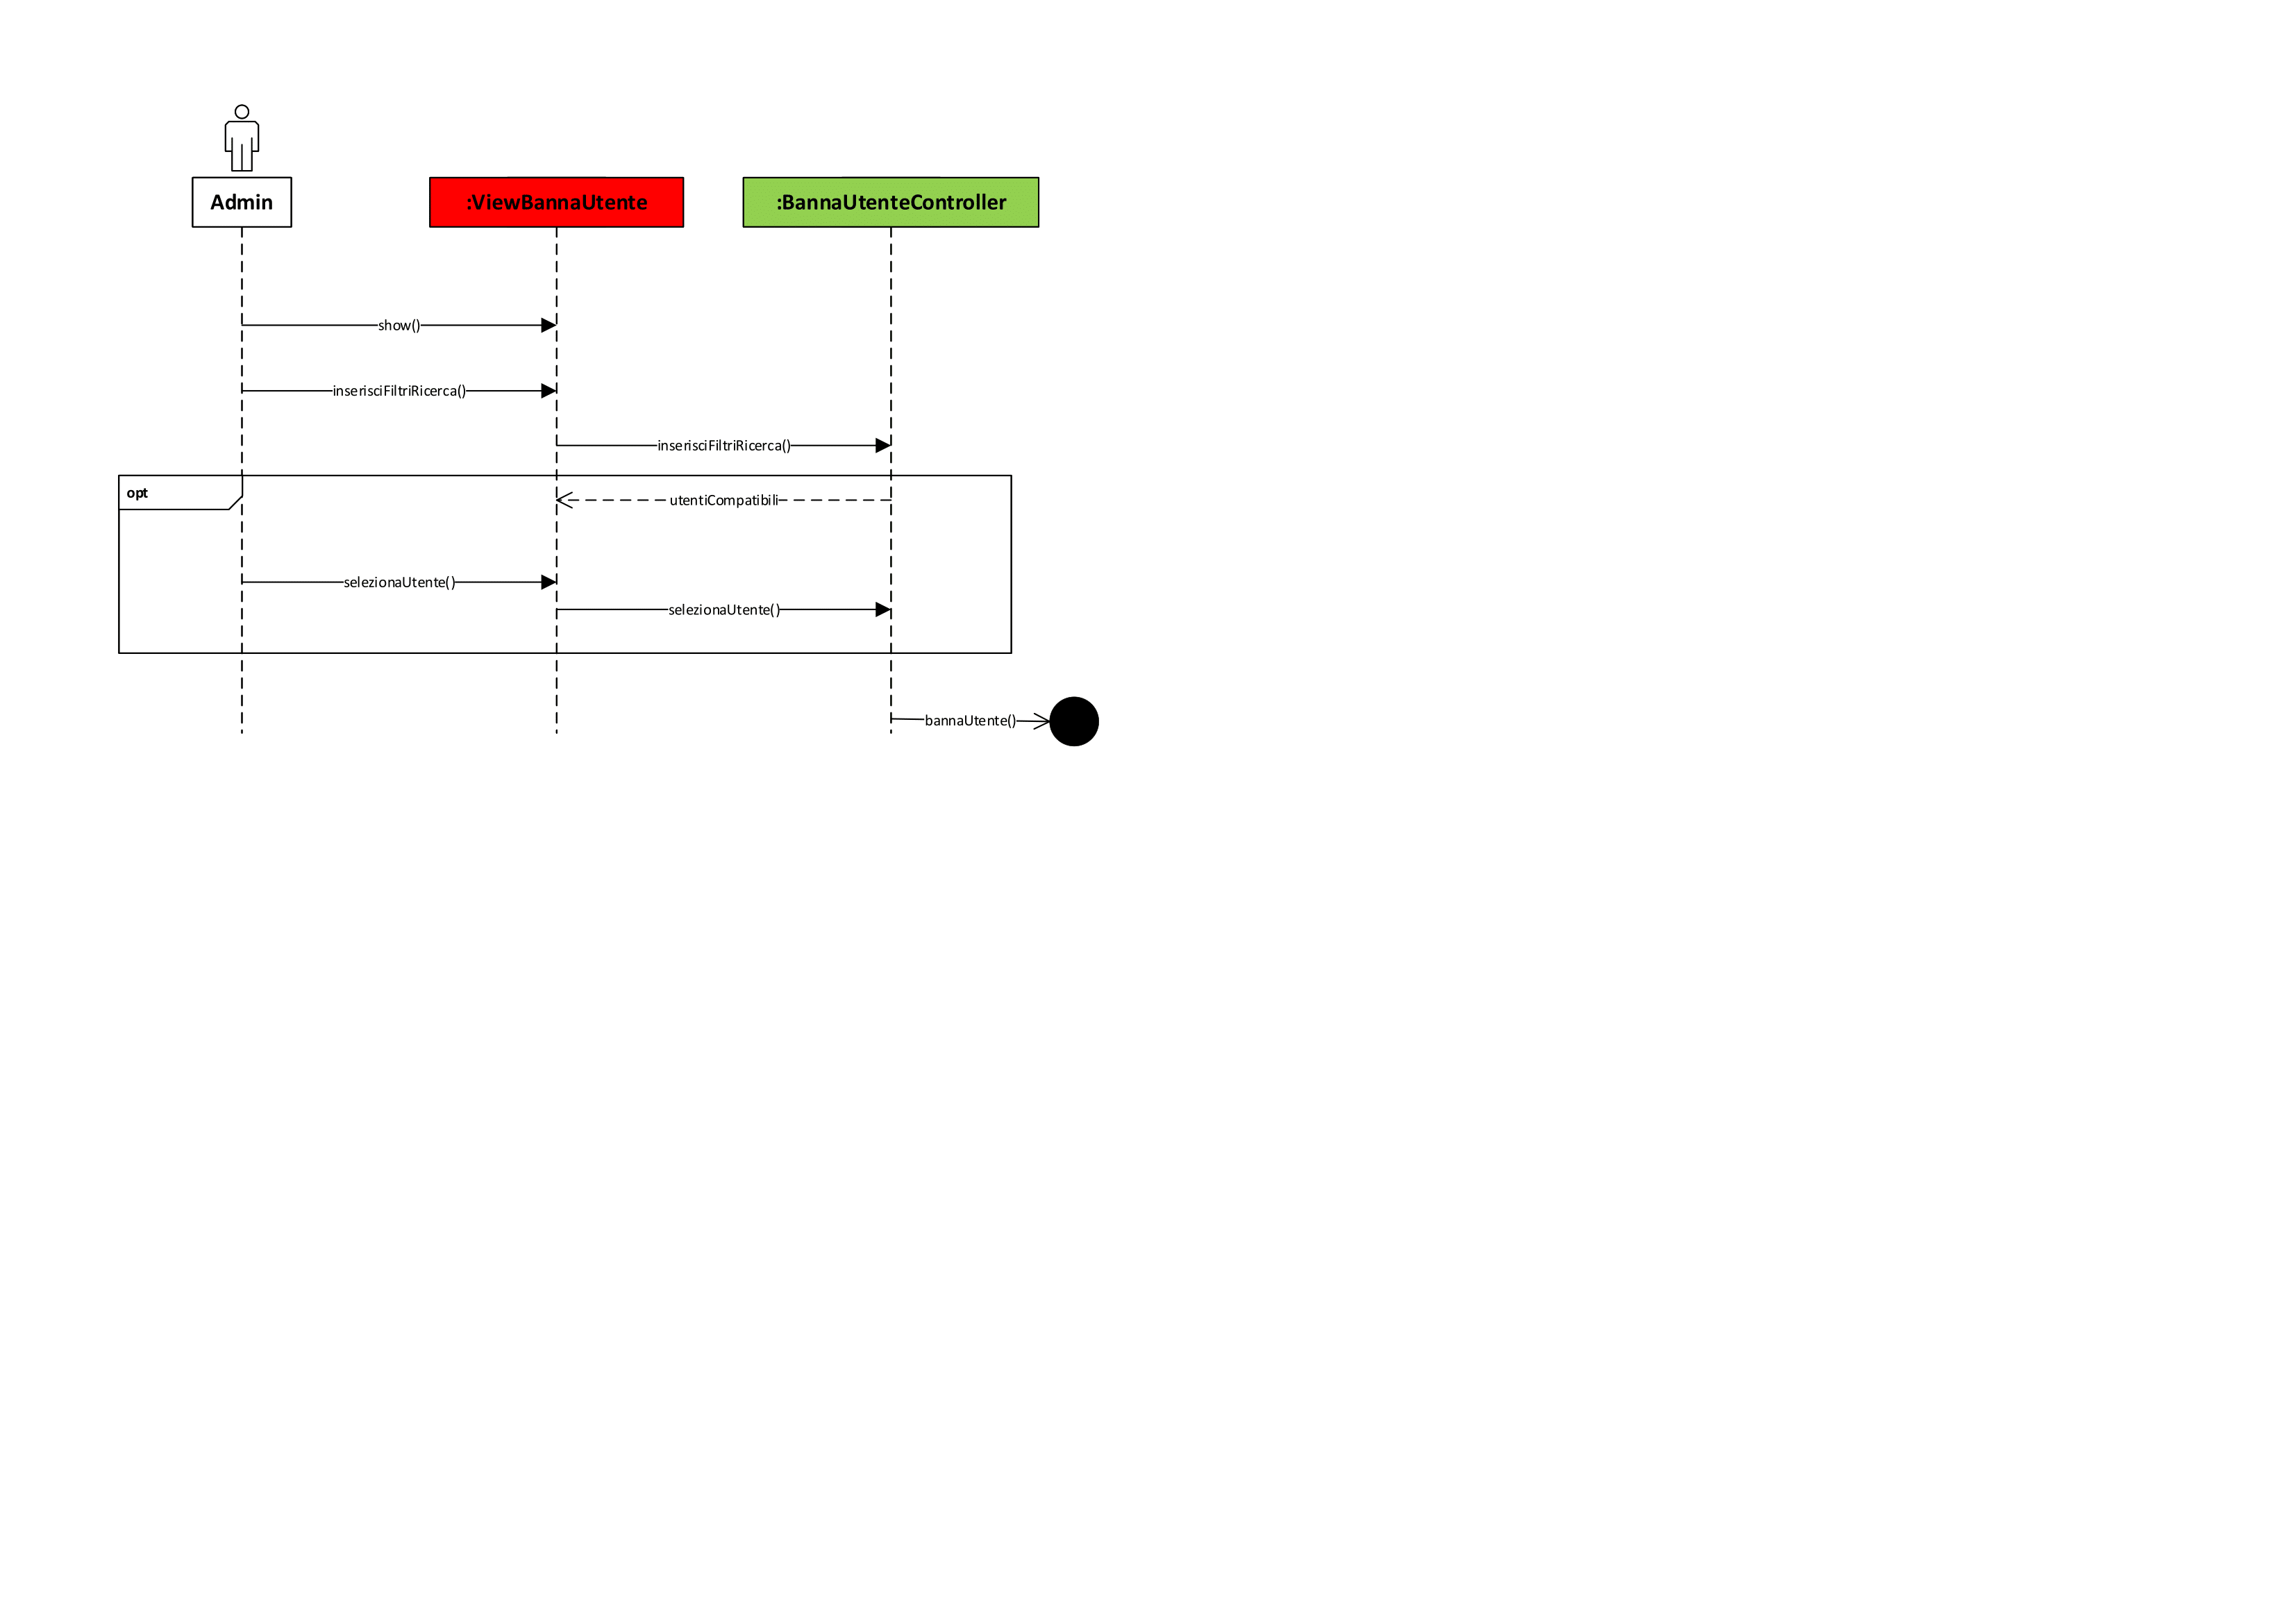 Admin
:ViewBannaUtente
:BannaUtenteController
show()
inserisciFiltriRicerca()
inserisciFiltriRicerca()
opt
utentiCompatibili
selezionaUtente()
selezionaUtente()
bannaUtente()